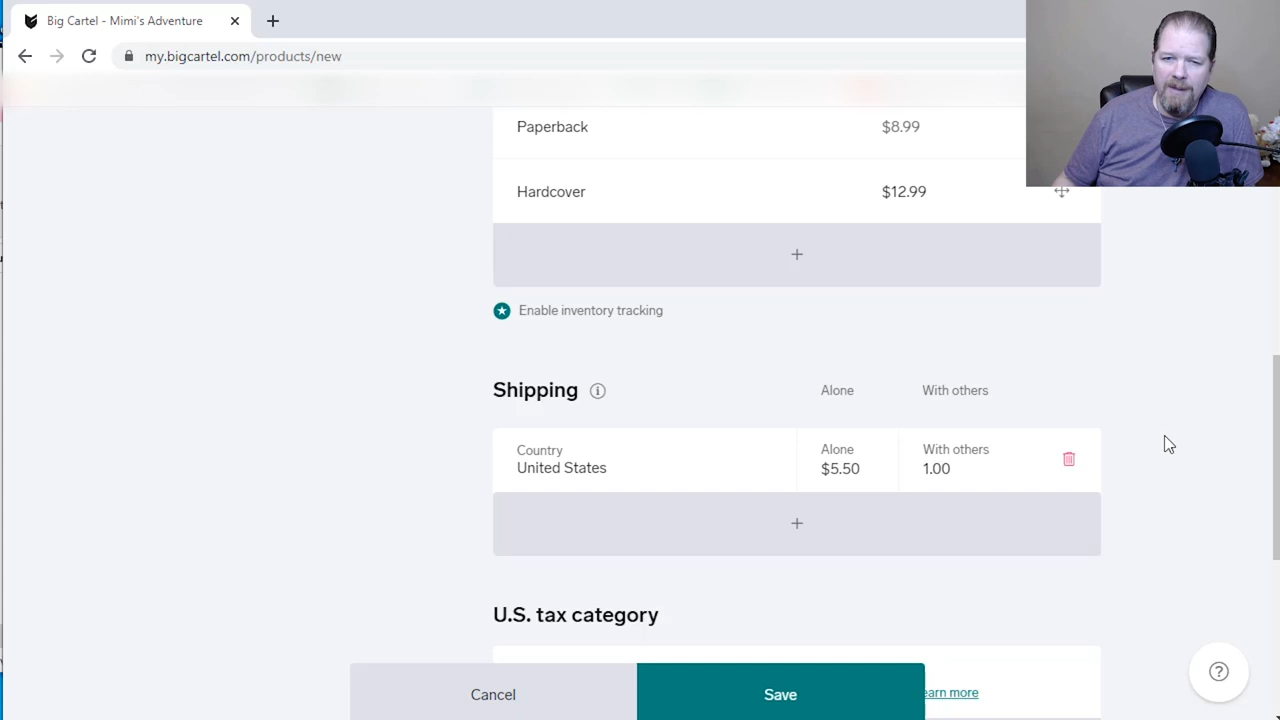 Big Cartel - Mimi's Adventure
my.bigcartel.com/products/new
Paperback $8.99
Hardcover $12.99
Enable inventory tracking
Shipping Alone With others
Country Alone With others
United States $5.50 1.00
U.S. tax category
Cancel Save earn more